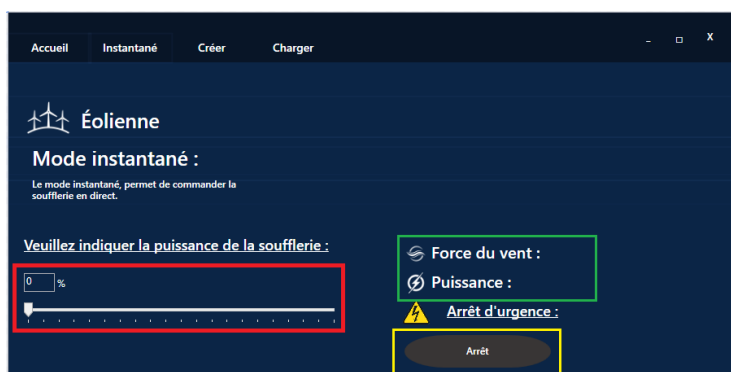 Accueil Instantané Créer Charger
Éolienne
Mode instantané :
Le mode instantané, permet de commander la
soufflerie en direct.
Veuillez indiquer la puissance de la soufflerie :
0 %
Force du vent :
Puissance :
Arrêt d'urgence :
Arrêt